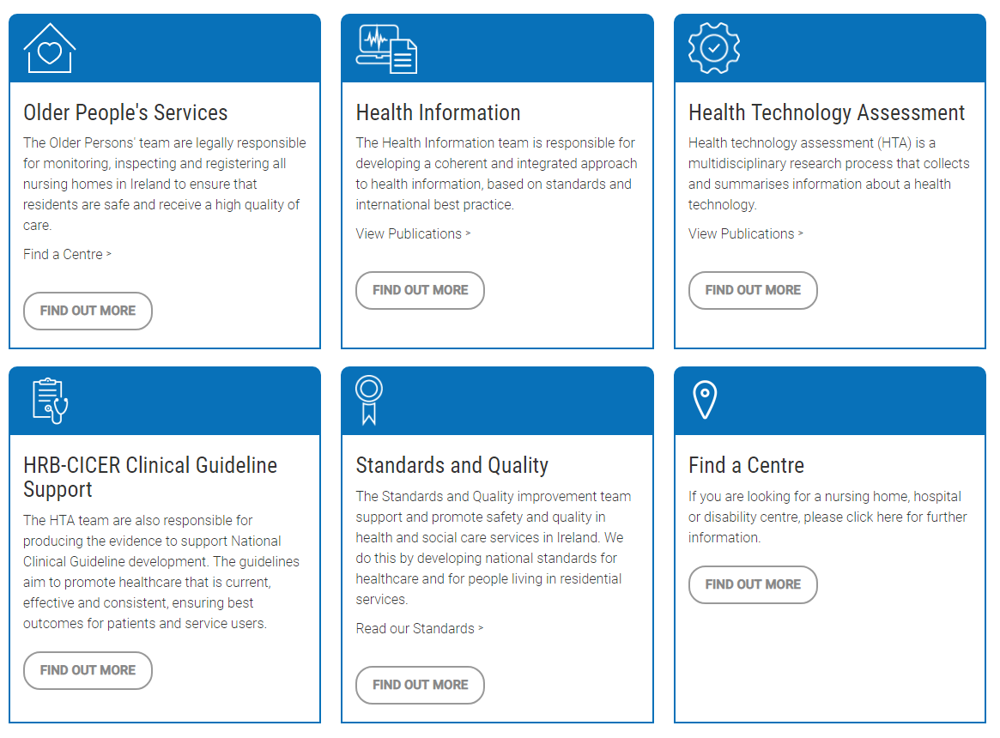 Older People's Services
The Older Persons' team are legally responsible
for monitoring, inspecting and registering all
nursing homes in Ireland to ensure that
residents are safe and receive a high quality of
care.
Find a Centre >
FIND OUT MORE
Health Information
The Health Information team is responsible for
developing a coherent and integrated approach
to health information, based on standards and
international best practice.
View Publications >
FIND OUT MORE
Health Technology Assessment
Health technology assessment (HTA) is a
multidisciplinary research process that collects
and summarises information about a health
technology.
View Publications >
FIND OUT MORE
HRB-CICER Clinical Guideline
Support
The HTA team are also responsible for
producing the evidence to support National
Clinical Guideline development. The guidelines
aim to promote healthcare that is current,
effective and consistent, ensuring best
outcomes for patients and service users.
FIND OUT MORE
Standards and Quality
The Standards and Quality improvement team
support and promote safety and quality in
health and social care services in Ireland. We
do this by developing national standards for
healthcare and for people living in residential
services.
Read our Standards >
FIND OUT MORE
Find a Centre
If you are looking for a nursing home, hospital
or disability centre, please click here for further
information.
FIND OUT MORE